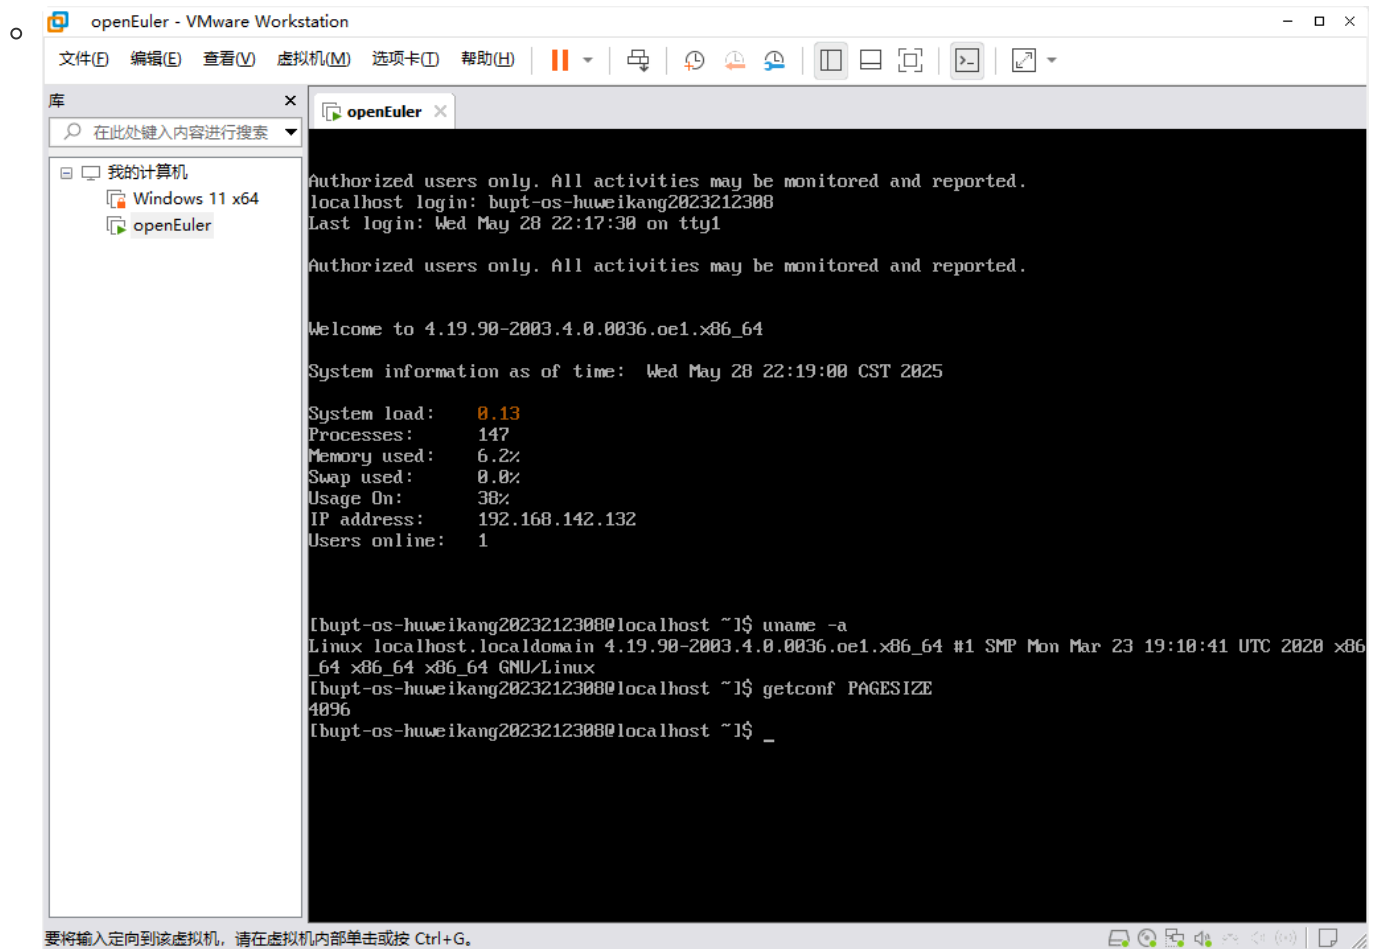 openEuler - VMware Workstation
文件(F) 编辑(E) 查看(V) 虚拟机(M) 选项卡(T) 帮助(H)
库
openEuler
在此处键入内容进行搜索
我的计算机
Windows 11 x64
openEuler
Authorized users only. All activities may be monitored and reported.
localhost login: bupt-os-huweikang2023212308
Last login: Wed May 28 22:17:30 on tty1
Authorized users only. All activities may be monitored and reported.
Welcome to 4.19.90-2003.4.0.0036.oe1.x86_64
System information as of time:  Wed May 28 22:19:00 CST 2025
System load:    0.13
Processes:      147
Memory used:    6.2%
Swap used:      0.0%
Usage On:       38%
IP address:     192.168.142.132
Users online:   1
[bupt-os-huweikang2023212308@localhost ~]$ uname -a
Linux localhost.localdomain 4.19.90-2003.4.0.0036.oe1.x86_64 #1 SMP Mon Mar 23 19:10:41 UTC 2020 x86
_64 x86_64 x86_64 GNU/Linux
[bupt-os-huweikang2023212308@localhost ~]$ getconf PAGESIZE
4096
[bupt-os-huweikang2023212308@localhost ~]$ _
要将输入定向到该虚拟机，请在虚拟机内部单击或按 Ctrl+G。